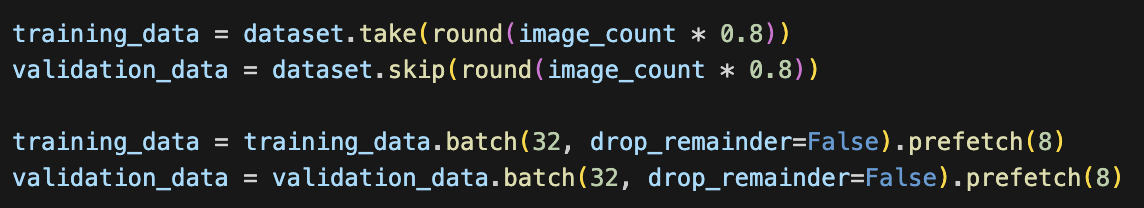 training_data = dataset.take(round(image_count * 0.8))
validation_data = dataset.skip(round(image_count * 0.8))
training_data = training_data.batch(32, drop_remainder=False).prefetch(8)
validation_data = validation_data.batch(32, drop_remainder=False).prefetch(8)